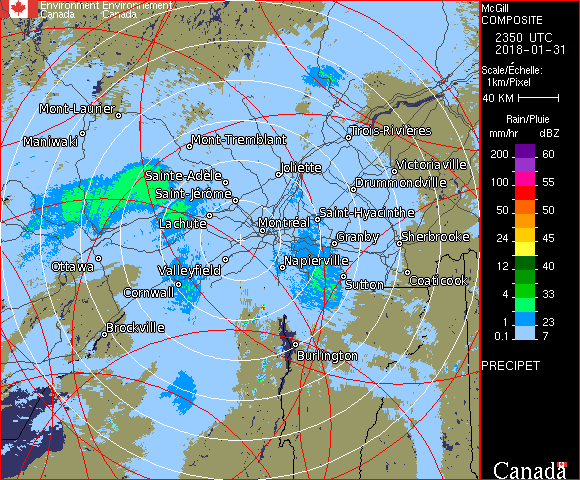 Environment Environnement
Canada Canada
McGill
COMPOSITE
2350 UTC
2018-01-31
Scale/Échelle:
1km/Pixel
40 KM
Rain/Pluie
mm/hr dBZ
200 60
150
100 55
50 50
24 45
12 40
4 33
1 23
0.1 7
PRECIPET
Canada
Mont-Laurier
Maniwaki
Mont-Tremblant
Trois-Rivières
Joliette
Victoriaville
Sainte-Adèle
Saint-Jérôme
Drummondville
Lachute
Saint-Hyacinthe
Montréal
Granby
Sherbrooke
Ottawa
Valleyfield
Napierville
Cornwall
Sutton
Coaticook
Brockville
Burlington